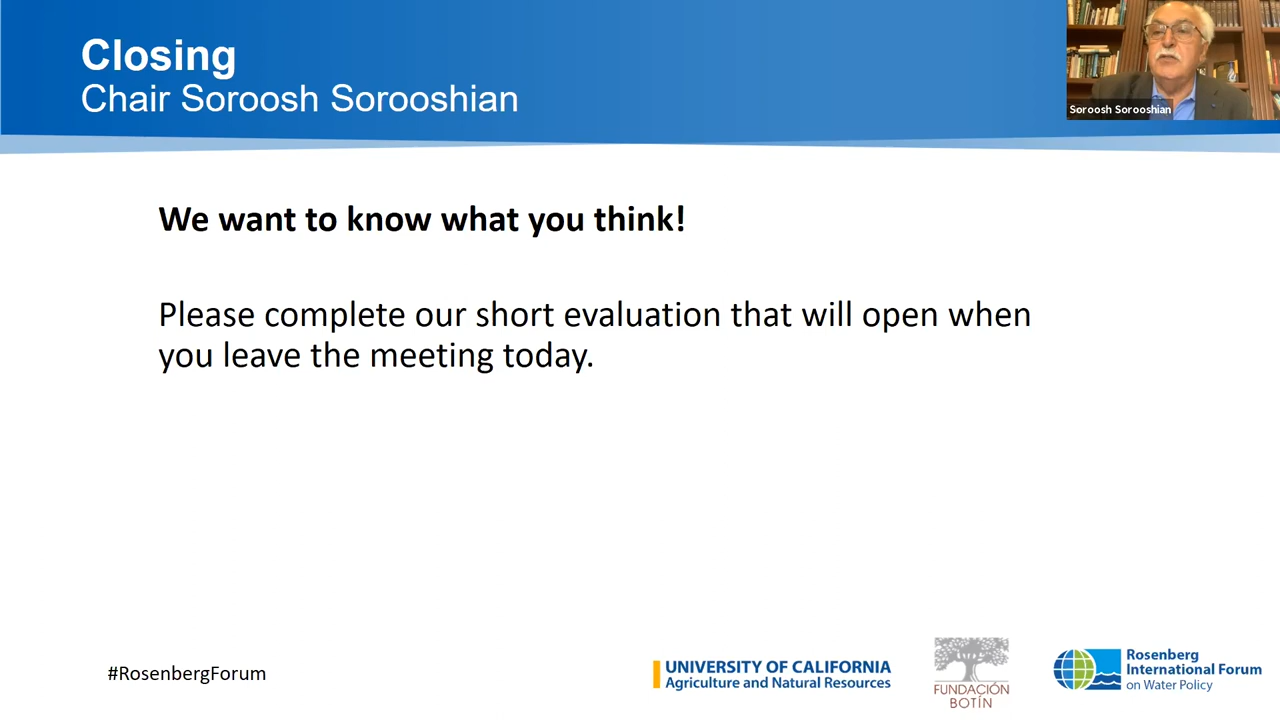 Closing
Chair Soroosh Sorooshian
Soroosh Sorooshian
We want to know what you think!
Please complete our short evaluation that will open when
you leave the meeting today.
#RosenbergForum
UNIVERSITY OF CALIFORNIA
Agriculture and Natural Resources
FUNDACIÓN
BOTÍN
Rosenberg
International Forum
on Water Policy